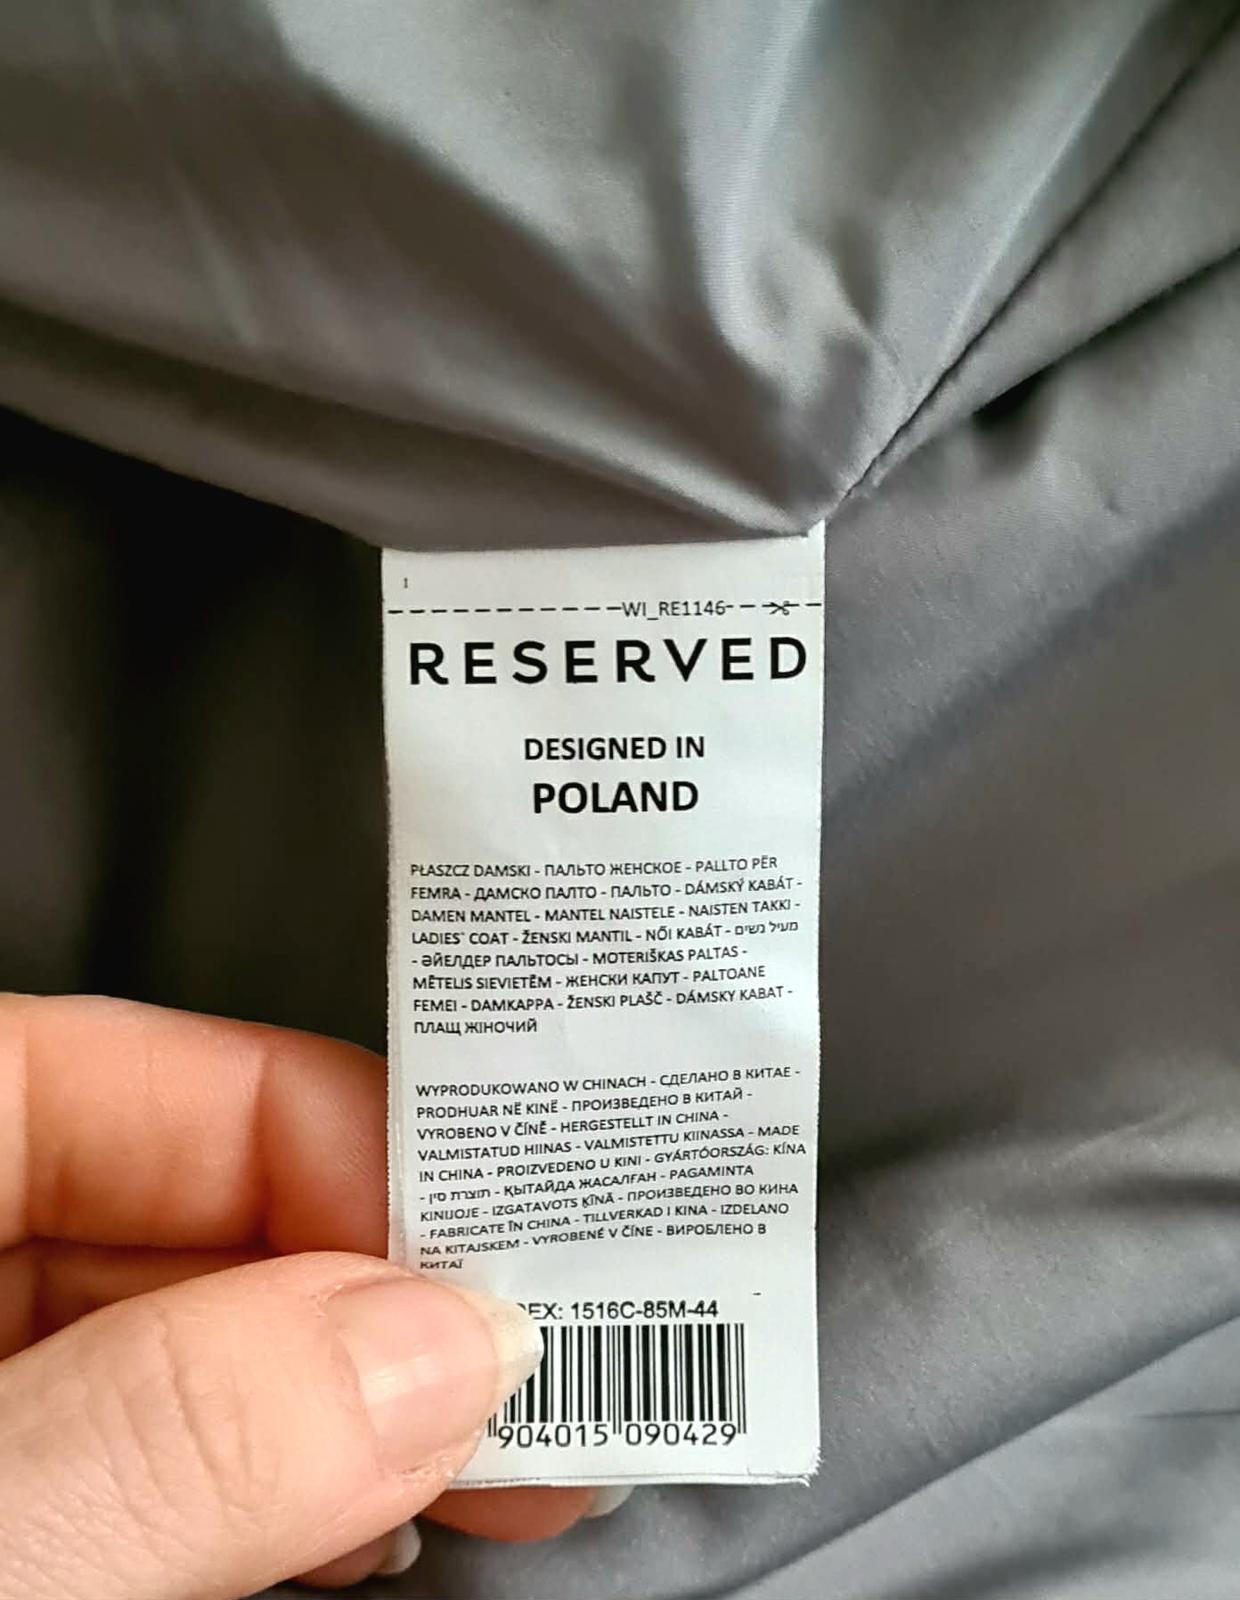 1
WI_RE1146
RESERVED
DESIGNED IN
POLAND
PŁASZCZ DAMSKI - ПАЛЬТО ЖЕНСКОЕ - PALLTO PËR
FEMRA - ДАМСКО ПАЛТО - ПАЛЬТО - DÁMSKÝ KABÁT -
DAMEN MANTEL - MANTEL NAISTELE - NAISTEN TAKKI -
LADIES' COAT - ŽENSKI MANTIL - NŐI KABÁT - מעיל נשים
- ӘЙЕЛДЕР ПАЛЬТОСЫ - MOTERIŠKAS PALTAS -
MĒTELIS SIEVIETĒM - ЖЕНСКИ КАПУТ - PALTOANE
FEMEI - DAMKAPPA - ŽENSKI PLAŠČ - DÁMSKY KABAT -
ПЛАЩ ЖІНОЧИЙ
WYPRODUKOWANO W CHINACH - СДЕЛАНО В КИТАЕ -
PRODHUAR NË KINË - ПРОИЗВЕДЕНО В КИТАЙ -
VYROBENO V ČÍNĚ - HERGESTELLT IN CHINA -
VALMISTATUD HIINAS - VALMISTETTU KIINASSA - MADE
IN CHINA - PROIZVEDENO U KINI - GYÁRTÓORSZÁG: KÍNA
- תוצרת סין - ҚЫТАЙДА ЖАСАЛҒАН - PAGAMINTA
KINIJOJE - IZGATAVOTS ĶĪNĀ - ПРОИЗВЕДЕНО ВО КИНА
- FABRICATE ÎN CHINA - TILLVERKAD I KINA - IZDELANO
NA KITAJSKEM - VYROBENÉ V ČÍNE - ВИРОБЛЕНО В
КИТАЇ
EX: 1516C-85M-44
904015 090429